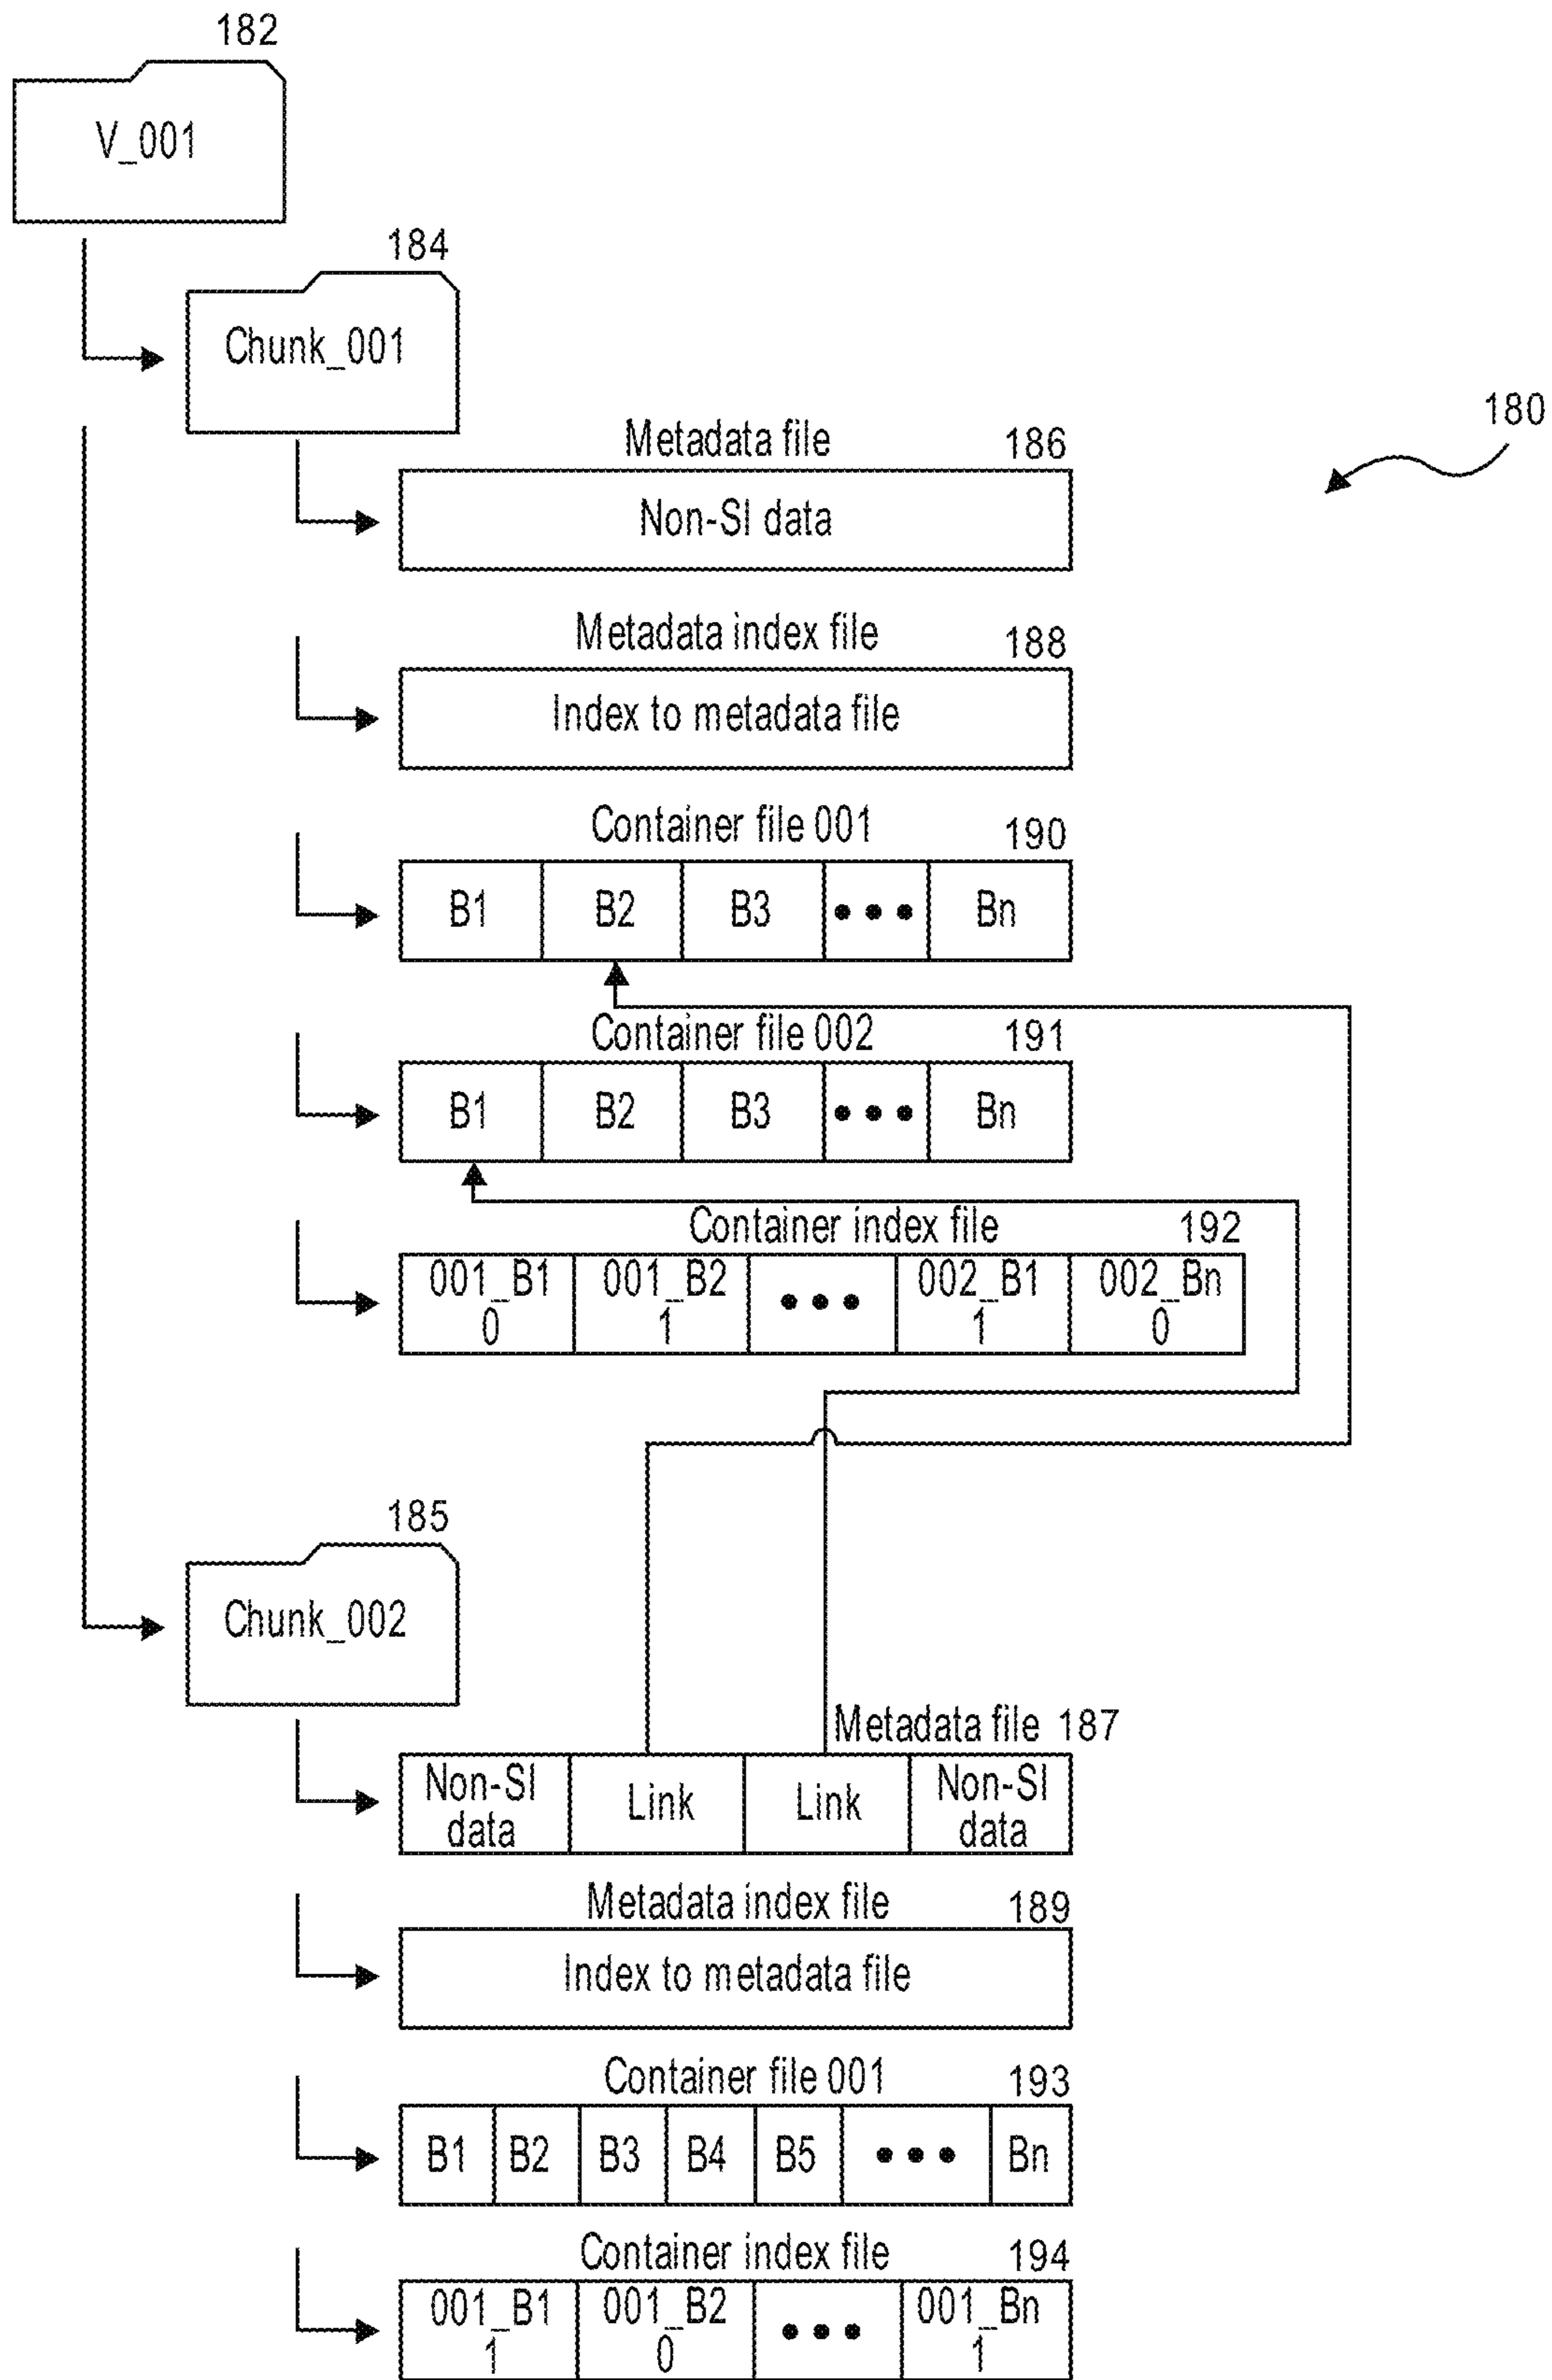 182
V_001
184
Chunk_001
180
Metadata file 186
Non-SI data
Metadata index file 188
Index to metadata file
Container file 001 190
B1 B2 B3 ••• Bn
Container file 002 191
B1 B2 B3 ••• Bn
Container index file 192
001_B1 001_B2 ••• 002_B1 002_Bn
0 1 1 0
185
Chunk_002
Metadata file 187
Non-SI Link Link Non-SI
data data
Metadata index file 189
Index to metadata file
Container file 001 193
B1 B2 B3 B4 B5 ••• Bn
Container index file 194
001_B1 001_B2 ••• 001_Bn
1 0 1